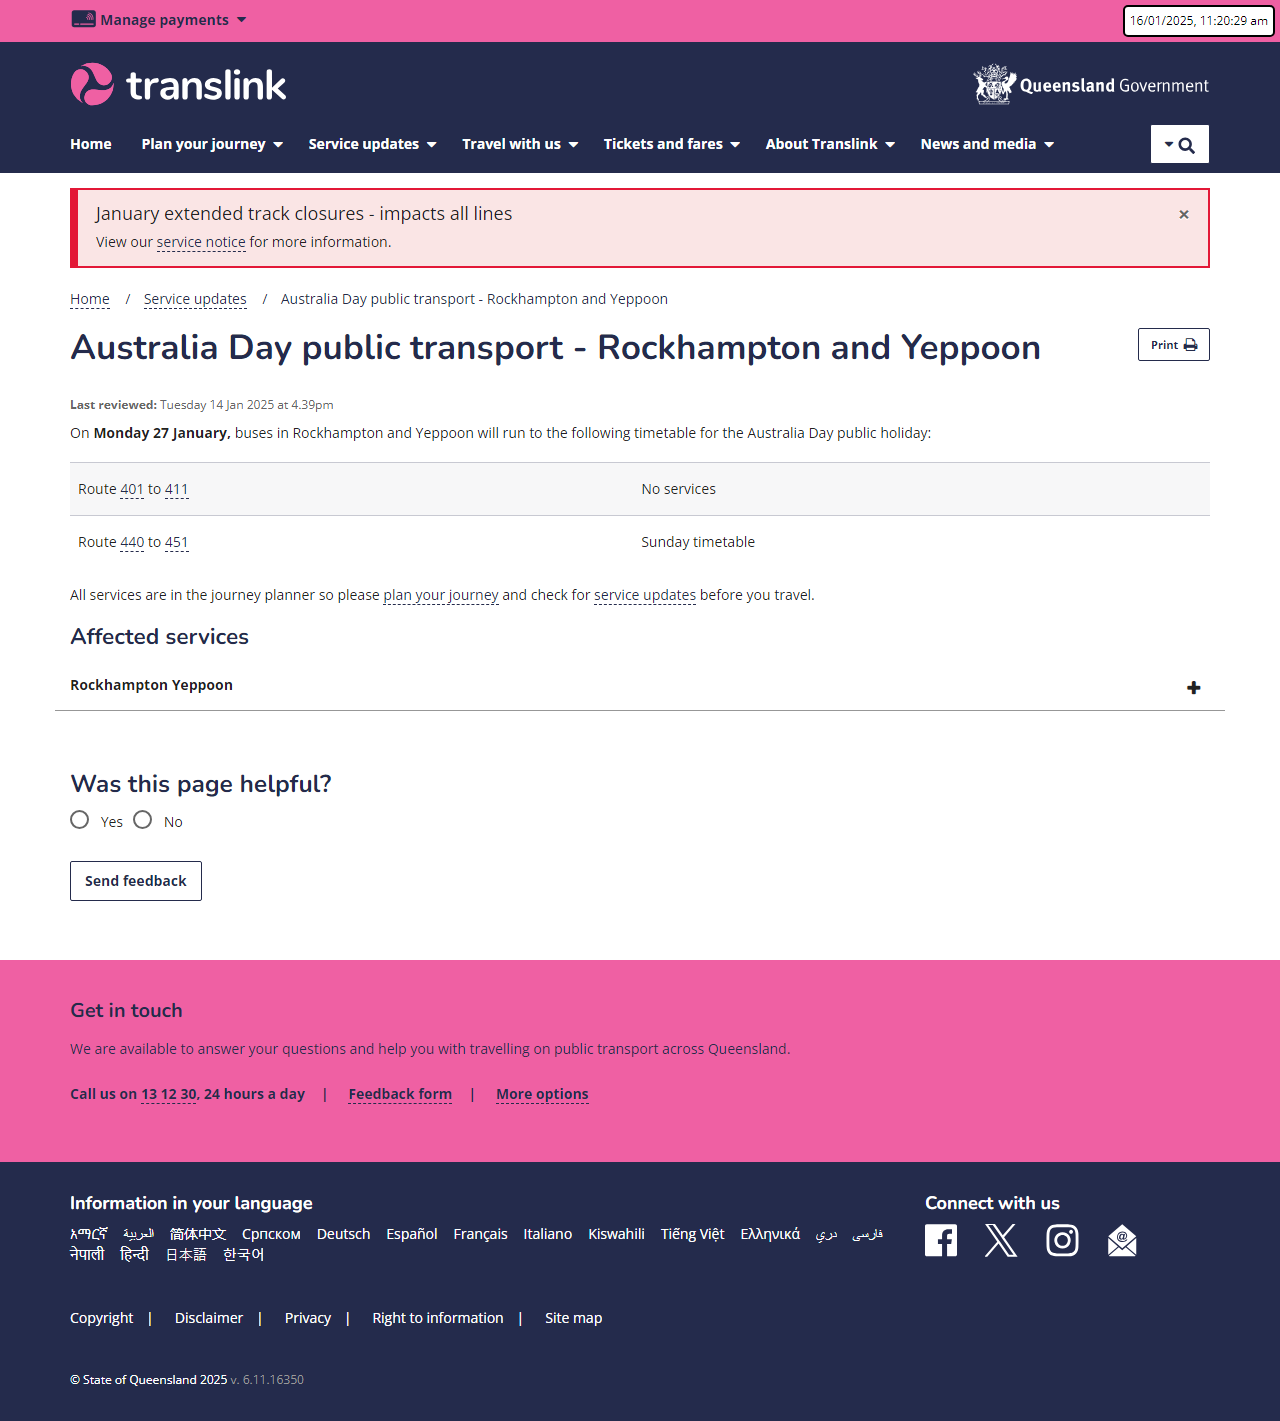 Manage payments
16/01/2025, 11:20:29 am
translink
Queensland Government
Home Plan your journey Service updates Travel with us Tickets and fares About Translink News and media
January extended track closures - impacts all lines ×
View our service notice for more information.
Home / Service updates / Australia Day public transport - Rockhampton and Yeppoon
Australia Day public transport - Rockhampton and Yeppoon
Print
Last reviewed: Tuesday 14 Jan 2025 at 4.39pm
On Monday 27 January, buses in Rockhampton and Yeppoon will run to the following timetable for the Australia Day public holiday:
Route 401 to 411 No services
Route 440 to 451 Sunday timetable
All services are in the journey planner so please plan your journey and check for service updates before you travel.
Affected services
Rockhampton Yeppoon
Was this page helpful?
Yes No
Send feedback
Get in touch
We are available to answer your questions and help you with travelling on public transport across Queensland.
Call us on 13 12 30, 24 hours a day | Feedback form | More options
Information in your language
አማርኛ العربية 简体中文 Српском Deutsch Español Français Italiano Kiswahili Tiếng Việt Ελληνικά دري فارسی
नेपाली हिन्दी 日本語 한국어
Connect with us
Copyright | Disclaimer | Privacy | Right to information | Site map
© State of Queensland 2025 v. 6.11.16350